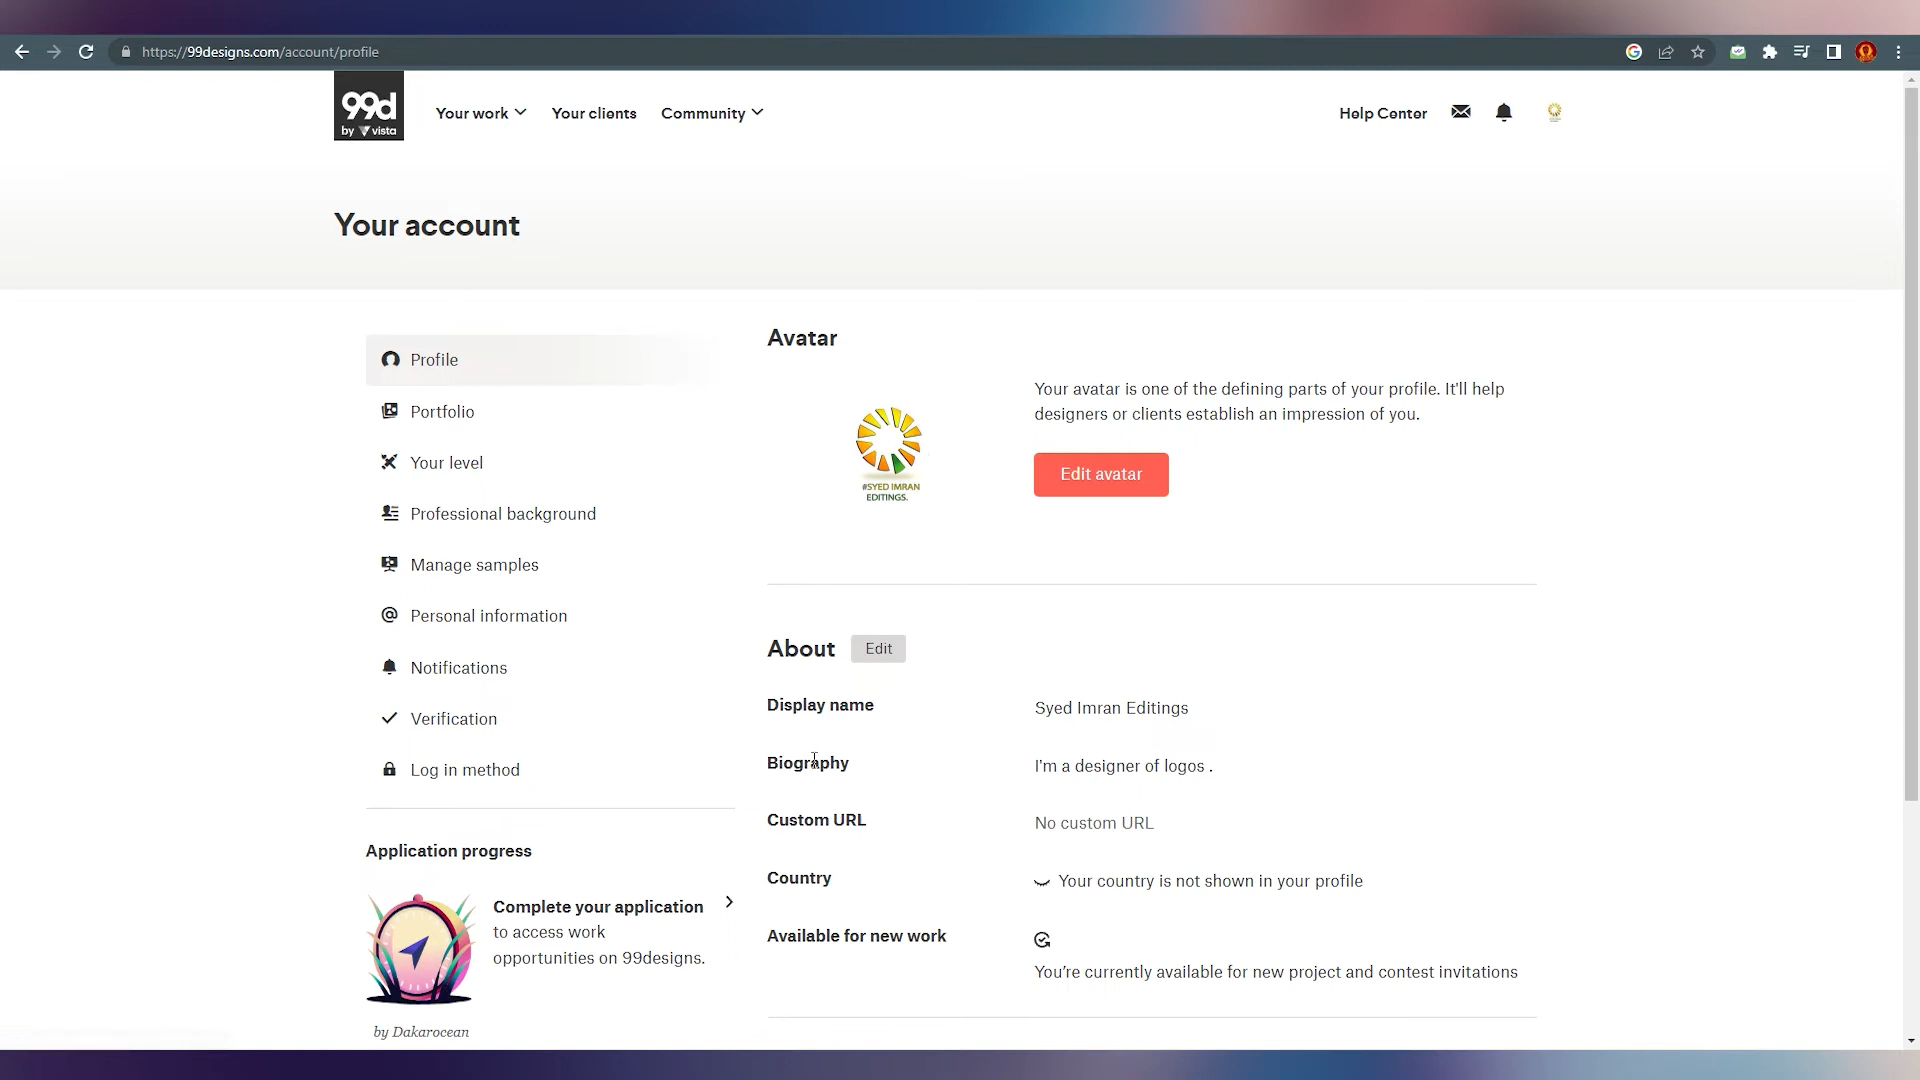 https://99designs.com/account/profile
99d
by vista
Your work
Your clients
Community
Help Center
Your account
Profile
Portfolio
Your level
Professional background
Manage samples
Personal information
Notifications
Verification
Log in method
Application progress
Complete your application
to access work
opportunities on 99designs.
by Dakarocean
Avatar
#SYED IMRAN
EDITINGS.
Your avatar is one of the defining parts of your profile. It'll help
designers or clients establish an impression of you.
Edit avatar
About
Edit
Display name
Syed Imran Editings
Biography
I'm a designer of logos .
Custom URL
No custom URL
Country
Your country is not shown in your profile
Available for new work
You're currently available for new project and contest invitations